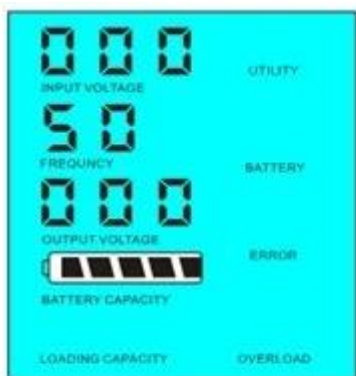 000
INPUT VOLTAGE
UTILITY
50
FREQUNCY
BATTERY
000
OUTPUT VOLTAGE
ERROR
BATTERY CAPACITY
LOADING CAPACITY
OVERLOAD